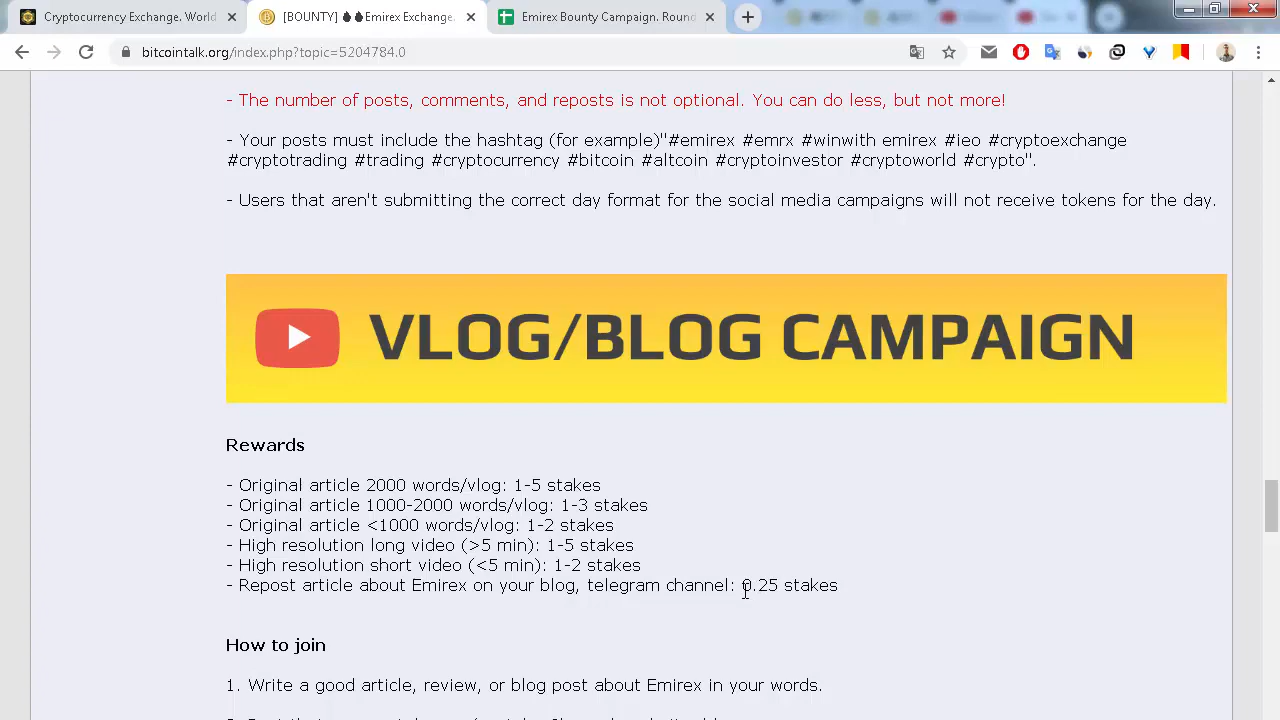 Cryptocurrency Exchange. World
[BOUNTY] 🔥🔥Emirex Exchange
Bounty Campaign. Round
bitcointalk.org/index.php?topic=5204784.0
- The number of posts, comments, and reposts is not optional. You can do less, but not more!
- Your posts must include the hashtag (for example)"#emirex #emrx #winwith emirex #ieo #cryptoexchange
#cryptotrading #trading #cryptocurrency #bitcoin #altcoin #cryptoinvestor #cryptoworld #crypto".
- Users that aren't submitting the correct day format for the social media campaigns will not receive tokens for the day.
VLOG/BLOG CAMPAIGN
Rewards
- Original article 2000 words/vlog: 1-5 stakes
- Original article 1000-2000 words/vlog: 1-3 stakes
- Original article <1000 words/vlog: 1-2 stakes
- High resolution long video (>5 min): 1-5 stakes
- High resolution short video (<5 min): 1-2 stakes
- Repost article about Emirex on your blog, telegram channel: 0.25 stakes
How to join
1. Write a good article, review, or blog post about Emirex in your words.